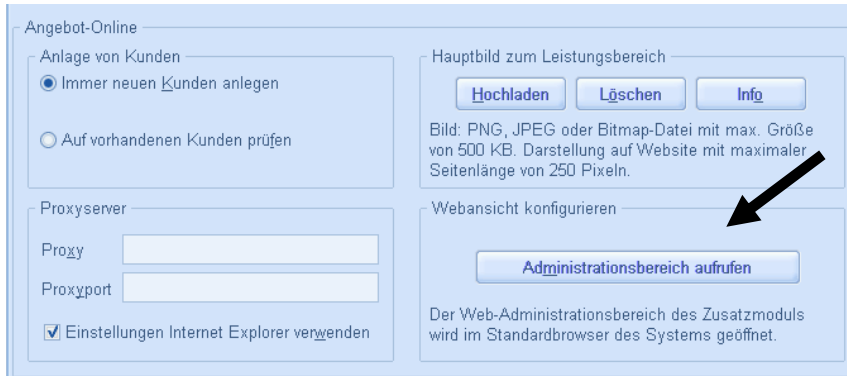 Angebot-Online
Anlage von Kunden
Immer neuen Kunden anlegen
Auf vorhandenen Kunden prüfen
Hauptbild zum Leistungsbereich
Hochladen
Löschen
Info
Bild: PNG, JPEG oder Bitmap-Datei mit max. Größe
von 500 KB. Darstellung auf Website mit maximaler
Seitenlänge von 250 Pixeln.
Proxyserver
Proxy
Proxyport
Einstellungen Internet Explorer verwenden
Webansicht konfigurieren
Administrationsbereich aufrufen
Der Web-Administrationsbereich des Zusatzmoduls
wird im Standardbrowser des Systems geöffnet.